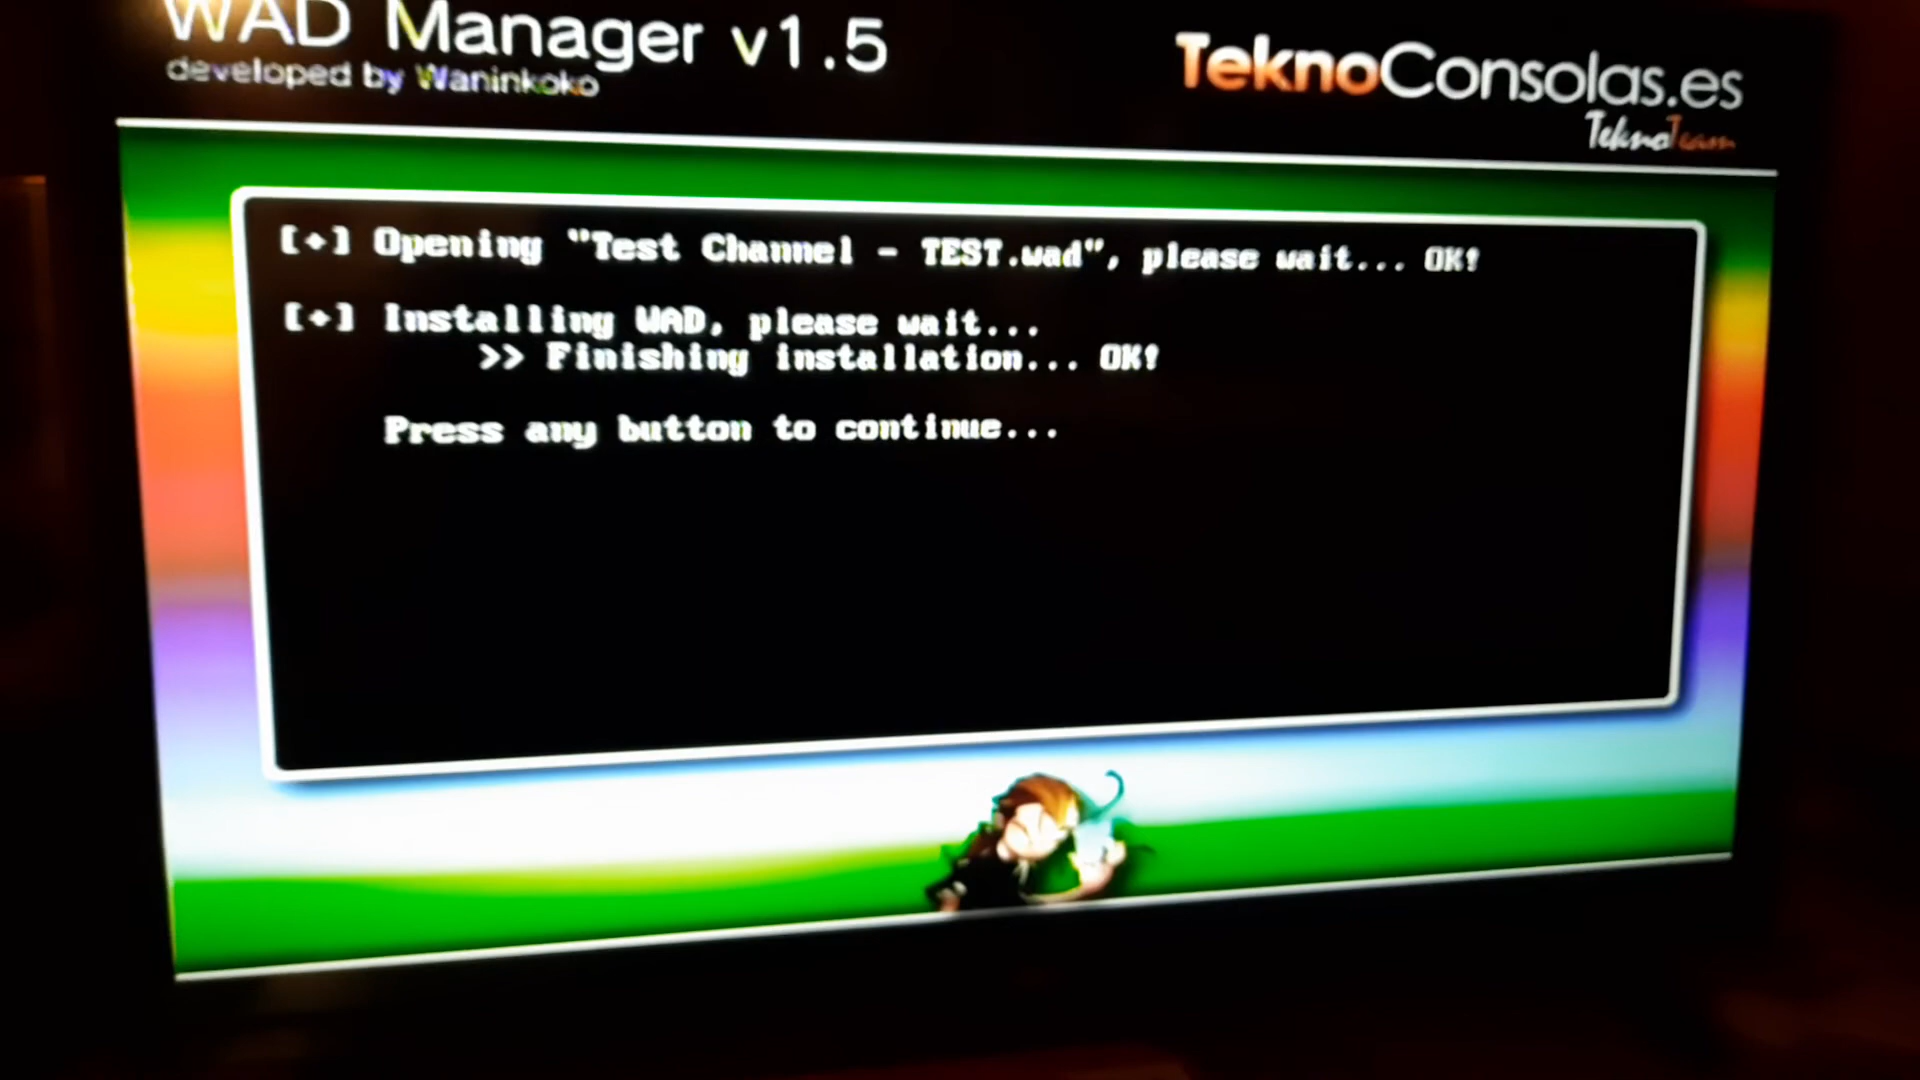 WAD Manager v1.5
developed by Waninkoko
TeknoConsolas.es
TeknoTeam
[+] Opening "Test Channel - TEST.wad", please wait... OK!
[+] Installing WAD, please wait...
>> Finishing installation... OK!
Press any button to continue...